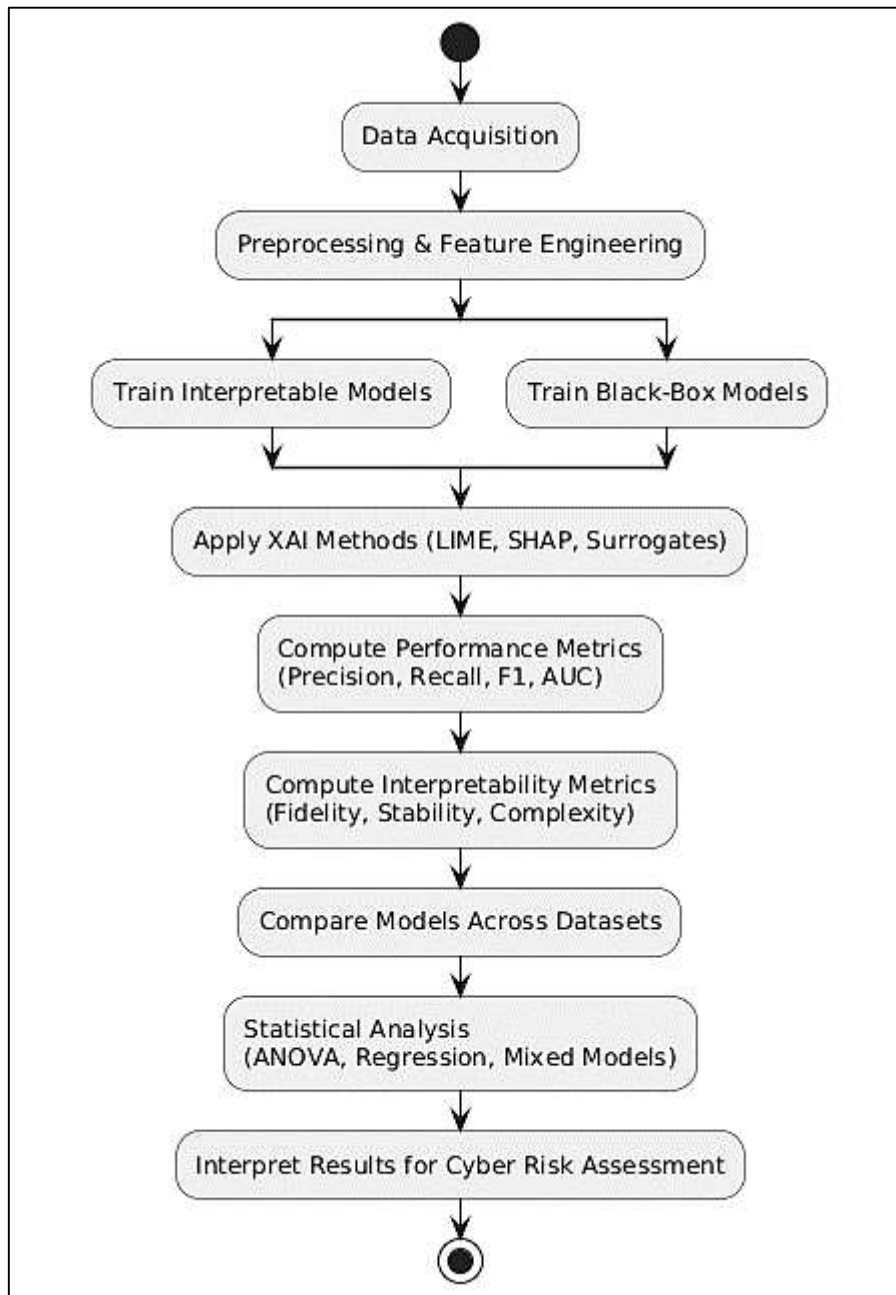 Data Acquisition
Preprocessing & Feature Engineering
Train Interpretable Models
Train Black-Box Models
Apply XAI Methods (LIME, SHAP, Surrogates)
Compute Performance Metrics
(Precision, Recall, F1, AUC)
Compute Interpretability Metrics
(Fidelity, Stability, Complexity)
Compare Models Across Datasets
Statistical Analysis
(ANOVA, Regression, Mixed Models)
Interpret Results for Cyber Risk Assessment